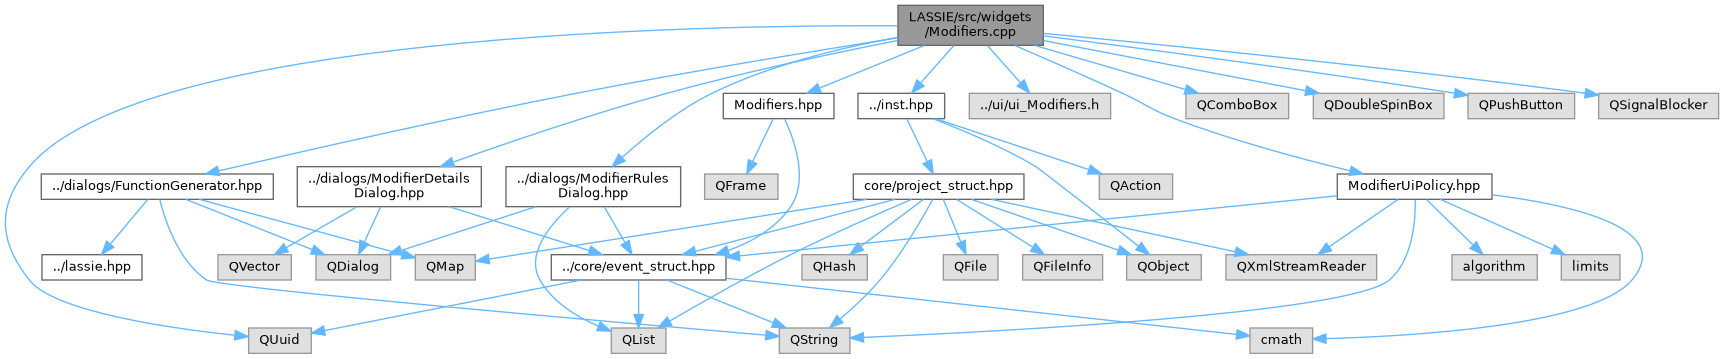 LASSIE/src/widgets
/Modifiers.cpp
Modifiers.hpp
../inst.hpp
../ui/ui_Modifiers.h
QComboBox
QDoubleSpinBox
QPushButton
QSignalBlocker
../dialogs/FunctionGenerator.hpp
../dialogs/ModifierDetails
Dialog.hpp
../dialogs/ModifierRules
Dialog.hpp
QFrame
core/project_struct.hpp
QAction
ModifierUiPolicy.hpp
../lassie.hpp
QVector
QDialog
QMap
../core/event_struct.hpp
QHash
QFile
QFileInfo
QObject
QXmlStreamReader
algorithm
limits
QUuid
QList
QString
cmath